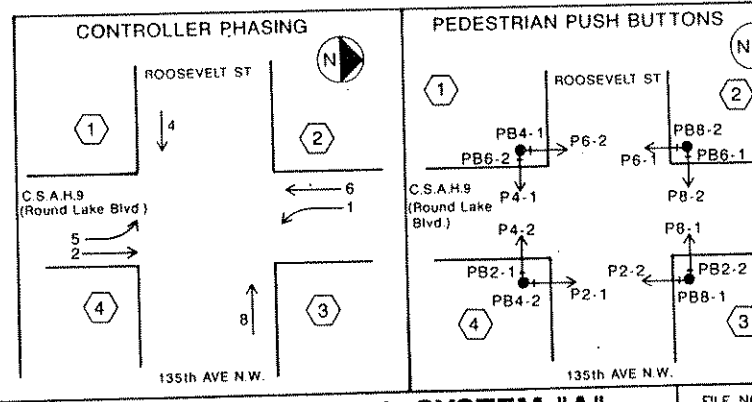 CONTROLLER PHASING
N
ROOSEVELT ST
1
4
2
C.S.A.H.9
(Round Lake Blvd.)
6
1
5
2
4
8
3
135th AVE N.W.
PEDESTRIAN PUSH BUTTONS
N
1
ROOSEVELT ST
2
PB4-1
P6-2
PB8-2
PB6-2
P6-1
PB6-1
C.S.A.H.9
(Round Lake
Blvd.)
P4-1
P8-2
P4-2
P8-1
PB2-1
P2-2
PB2-2
PB4-2
P2-1
PB8-1
4
3
135th AVE N.W.
SYSTEM "A"
FILE NO